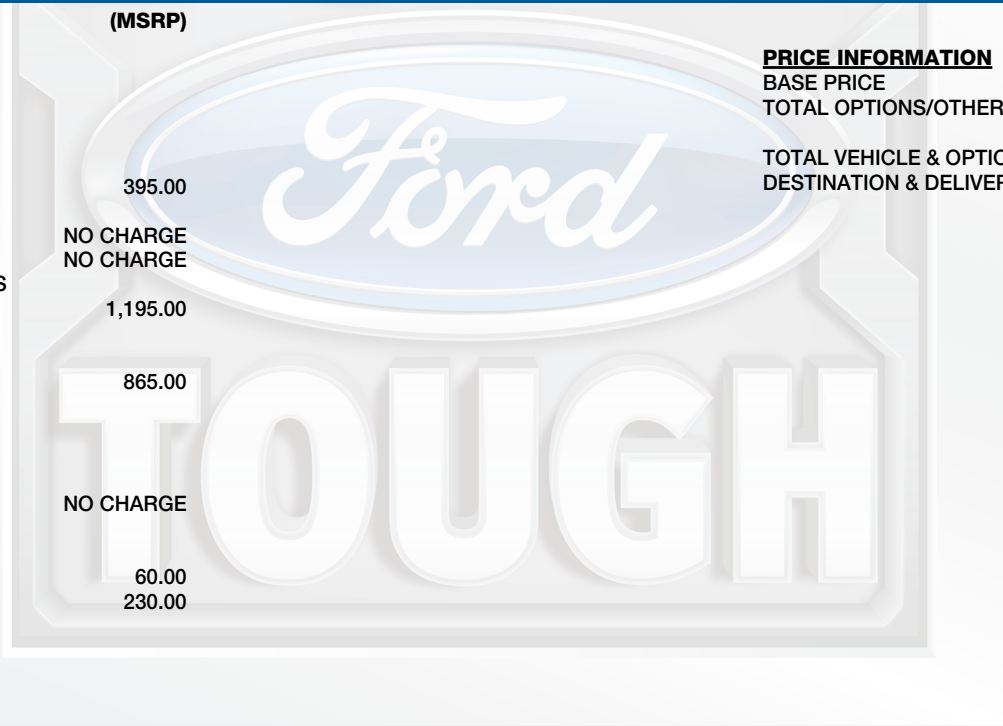 (MSRP)
395.00
NO CHARGE
NO CHARGE
S
1,195.00
865.00
NO CHARGE
60.00
230.00
PRICE INFORMATION
BASE PRICE
TOTAL OPTIONS/OTHER
TOTAL VEHICLE & OPTIO
DESTINATION & DELIVER
Ford
TOUGH